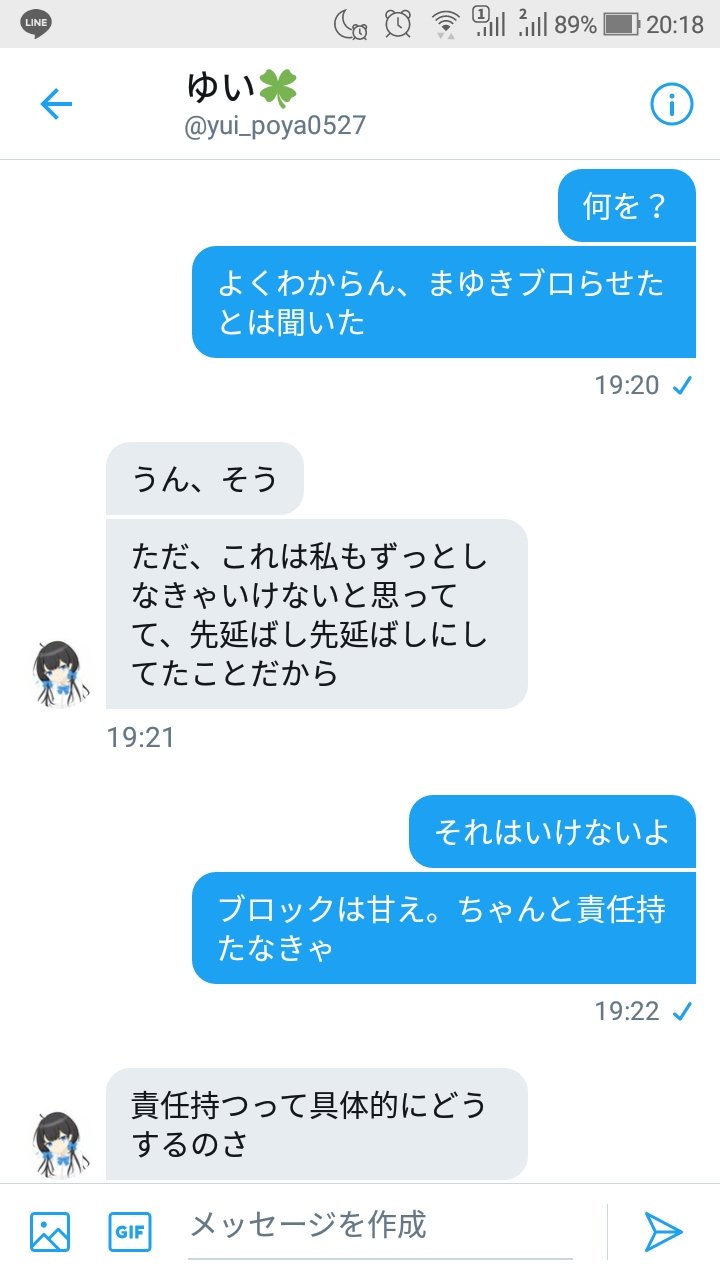 LINE
1
2
89%
20:18
ゆい🍀
@yui_poya0527
何を？
よくわからん、まゆきブロらせた
とは聞いた
19:20
うん、そう
ただ、これは私もずっとし
なきゃいけないと思って
て、先延ばし先延ばしにし
てたことだから
19:21
それはいけないよ
ブロックは甘え。ちゃんと責任持
たなきゃ
19:22
責任持つって具体的にどう
するのさ
GIF
メッセージを作成